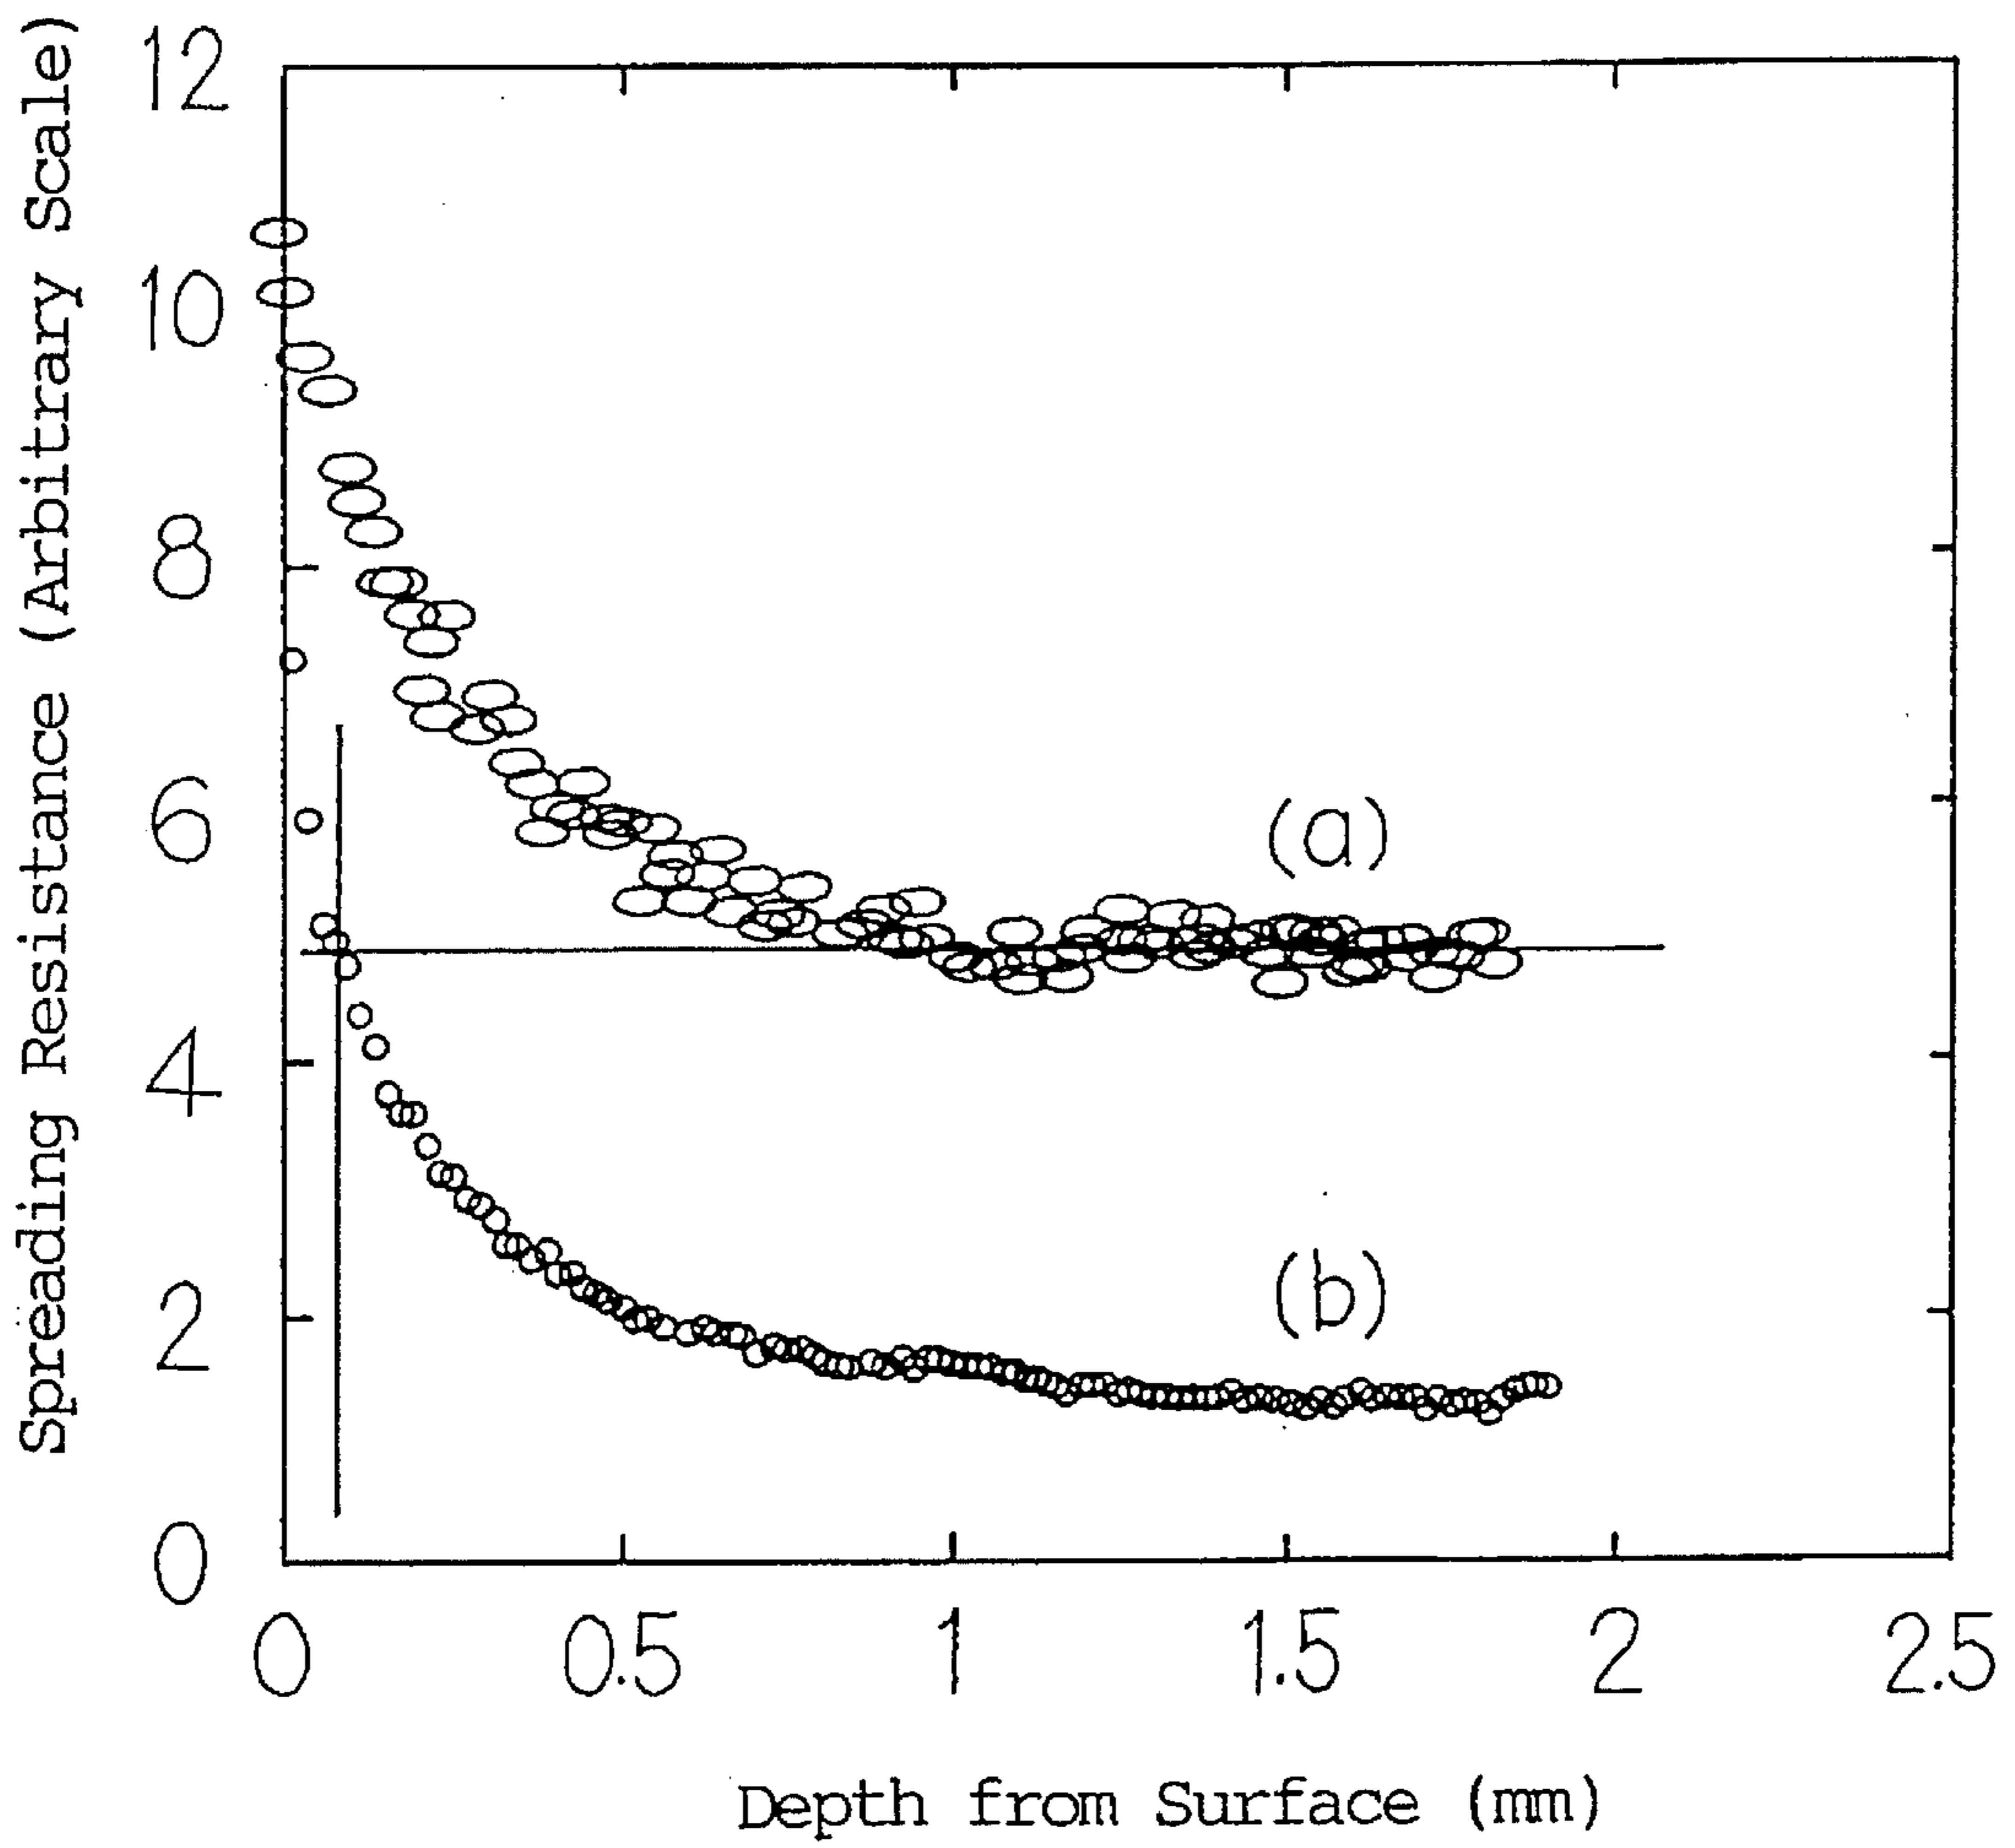 Spreading Resistance (Arbitrary Scale)
12
10
8
6
4
2
0
(a)
(b)
0 0.5 1 1.5 2 2.5
Depth from Surface (mm)